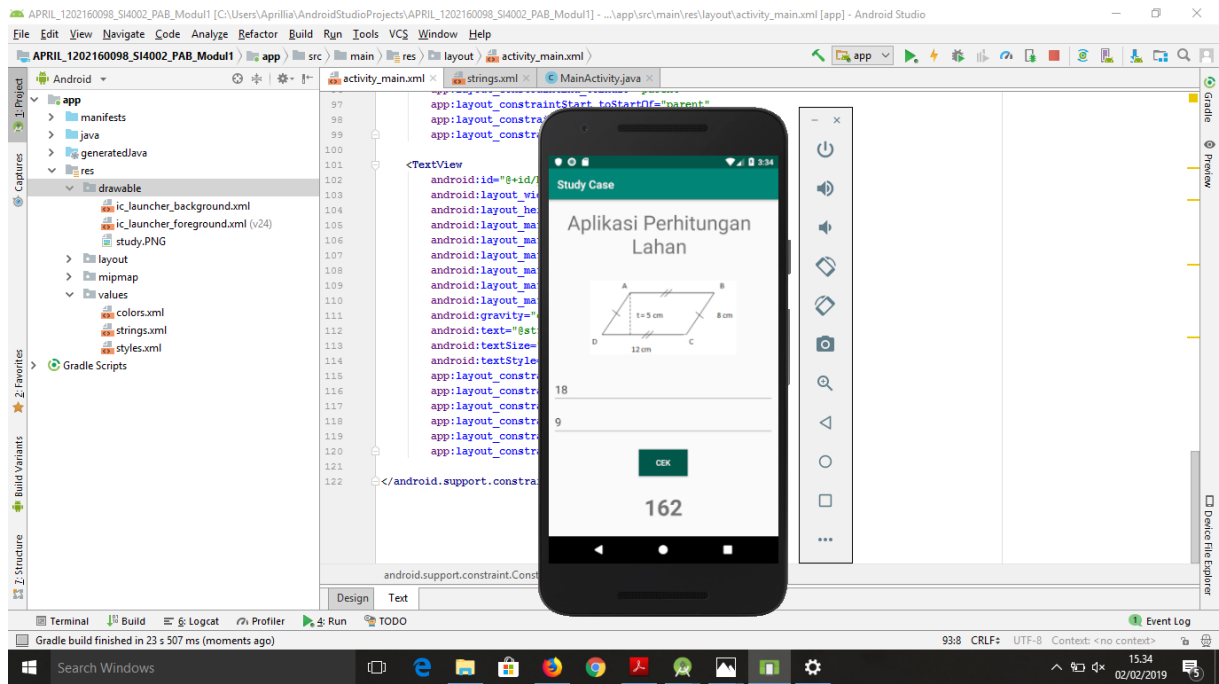 APRIL_1202160098_SI4002_PAB_Modul1 [C:\Users\Aprillia\AndroidStudioProjects\APRIL_1202160098_SI4002_PAB_Modul1] - ...\app\src\main\res\layout\activity_main.xml [app] - Android Studio
File Edit View Navigate Code Analyze Refactor Build Run Tools VCS Window Help
APRIL_1202160098_SI4002_PAB_Modul1 app src main res layout activity_main.xml app
Android activity_main.xml strings.xml MainActivity.java
1: Project
Captures
2: Favorites
Build Variants
7: Structure
app
manifests
java
generatedJava
res
drawable
ic_launcher_background.xml
ic_launcher_foreground.xml (v24)
study.PNG
layout
mipmap
values
colors.xml
strings.xml
styles.xml
Gradle Scripts
97 app:layout_constraintStart_toStartOf="parent"
98 app:layout_constra
99 app:layout_constra
100
101 <TextView
102 android:id="@+id/
103 android:layout_wi
104 android:layout_he
105 android:layout_ma
106 android:layout_ma
107 android:layout_ma
108 android:layout_ma
109 android:layout_ma
110 android:layout_ma
111 android:gravity="
112 android:text="@st
113 android:textSize=
114 android:textStyle
115 app:layout_constra
116 app:layout_constra
117 app:layout_constr
118 app:layout_constr
119 app:layout_constr
120 app:layout_constr
121
122 </android.support.constrai
android.support.constraint.Const
Design Text
3:34
Study Case
Aplikasi Perhitungan
Lahan
A B
t = 5 cm 8 cm
D C
12 cm
18
9
CEK
162
Gradle
Preview
Device File Explorer
Terminal Build 6: Logcat Profiler 4: Run TODO 1 Event Log
Gradle build finished in 23 s 507 ms (moments ago) 93:8 CRLF UTF-8 Context: <no context>
Search Windows
15.34
02/02/2019
5